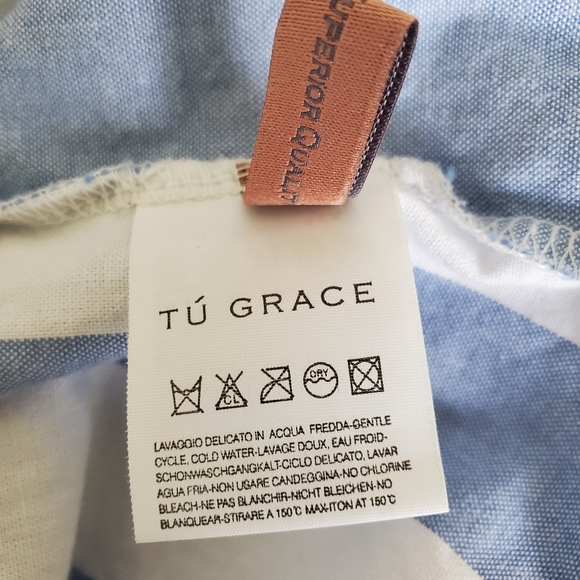 SUPERIOR QUALIT
TÚ GRACE
CL
DRY
LAVAGGIO DELICATO IN ACQUA FREDDA-GENTLE
CYCLE, COLD WATER-LAVAGE DOUX, EAU FROID-
SCHONWASCHGANGKALT-CICLO DELICATO, LAVAR
AGUA FRIA-NON USARE CANDEGGINA-NO CHLORINE
BLEACH-NE PAS BLANCHIR-NICHT BLEICHEN-NO
BLANQUEAR-STIRARE A 150°C MAX-ITON AT 150°C